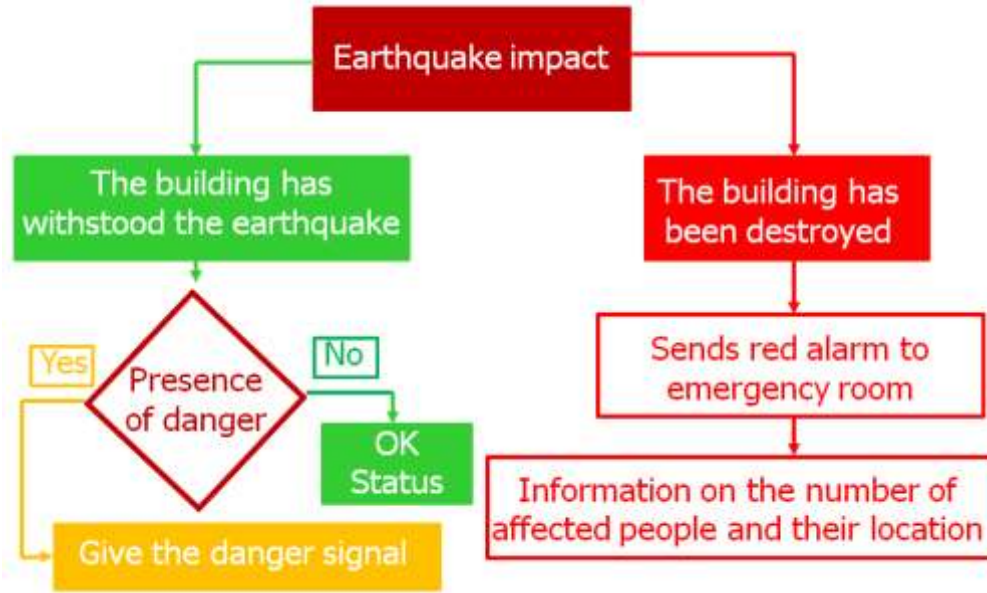 Earthquake impact
The building has
withstood the earthquake
The building has
been destroyed
Yes
No
Presence
of danger
OK
Status
Give the danger signal
Sends red alarm to
emergency room
Information on the number of
affected people and their location